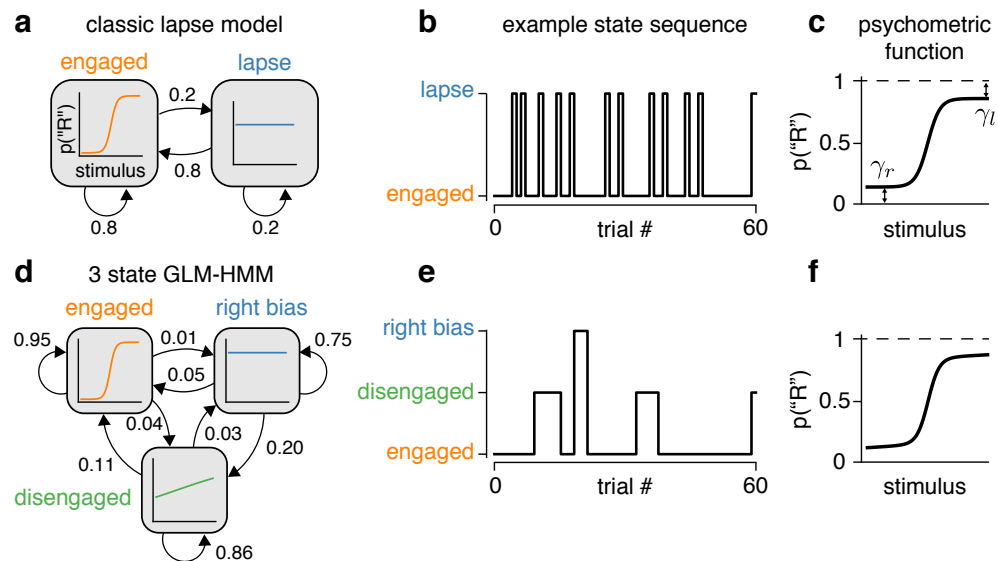 a
classic lapse model
engaged
lapse
p("R")
stimulus
0.2
0.8
0.8
0.2
b
example state sequence
lapse
engaged
0
trial #
60
c
psychometric
function
1
0.5
0
p(“R”)
γr
γl
stimulus
d
3 state GLM-HMM
engaged
right bias
0.95
0.01
0.75
0.05
0.04
0.03
0.20
0.11
disengaged
0.86
e
right bias
disengaged
engaged
0
trial #
60
f
1
0.5
0
p(“R”)
stimulus